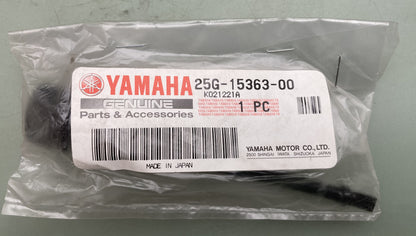 YAMAHA 25G-15363-00
K021221A
GENUINE 1 PC
Parts & Accessories
MADE IN JAPAN
YAMAHA MOTOR CO., LTD.
2500 SHINGAI IWATA SHIZUOKA JAPAN